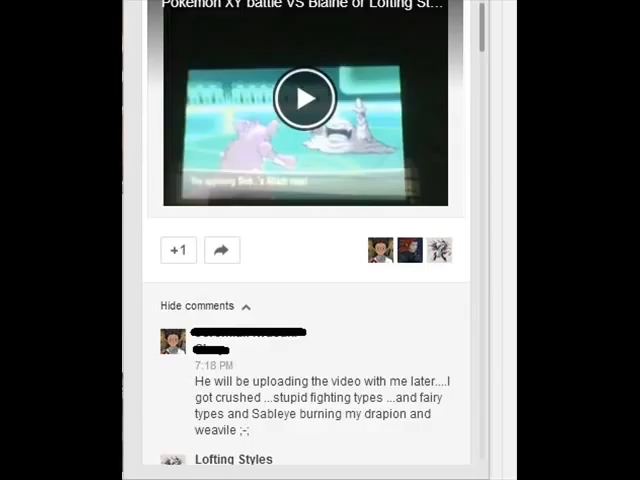 Pokemon XY battle VS Blaine or Lofting St...
+1
Hide comments
7:18 PM
He will be uploading the video with me later....I
got crushed ...stupid fighting types ...and fairy
types and Sableye burning my drapion and
weavile ;-;
Lofting Styles